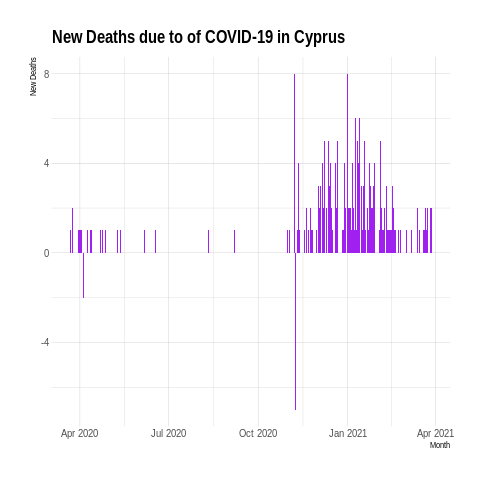 New Deaths due to of COVID-19 in Cyprus
New Deaths
8
4
0
-4
Apr 2020 Jul 2020 Oct 2020 Jan 2021 Apr 2021
Month